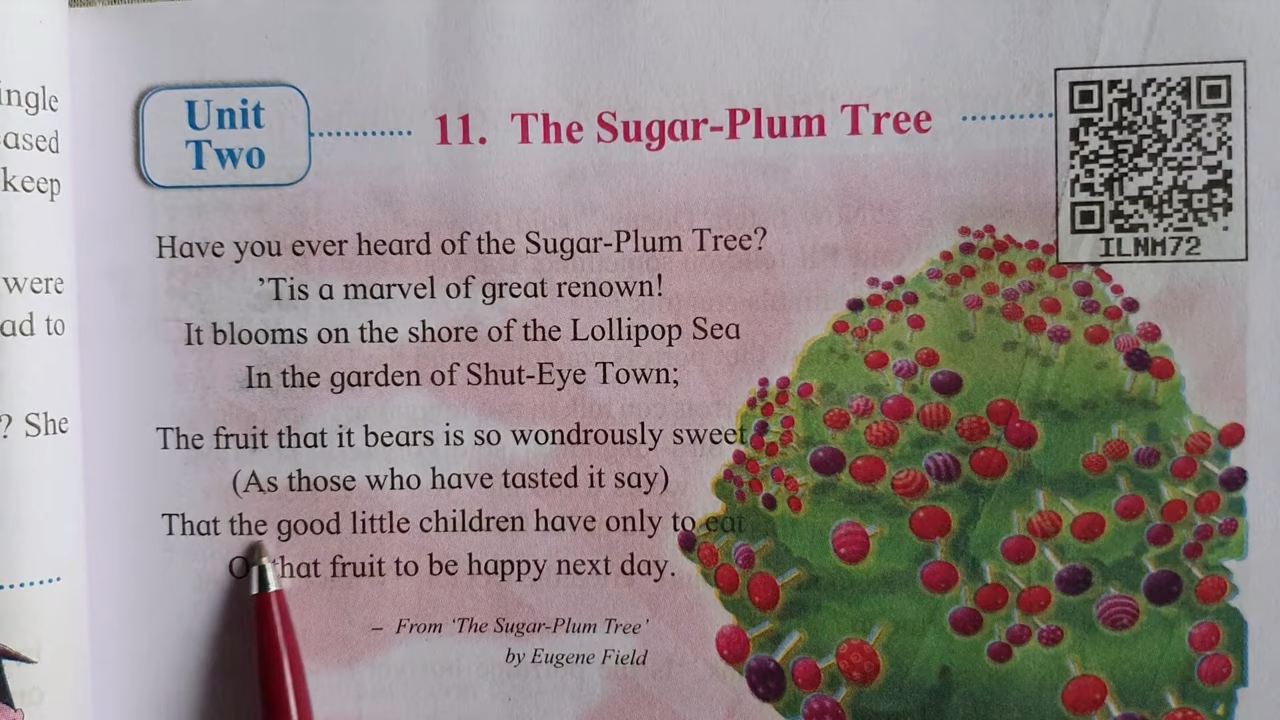 ingle
eased
keep
were
ad to
? She
Unit
Two
11. The Sugar-Plum Tree
ILNM72
Have you ever heard of the Sugar-Plum Tree?
’Tis a marvel of great renown!
It blooms on the shore of the Lollipop Sea
In the garden of Shut-Eye Town;
The fruit that it bears is so wondrously sweet
(As those who have tasted it say)
That the good little children have only to eat
Of that fruit to be happy next day.
– From ‘The Sugar-Plum Tree’
by Eugene Field